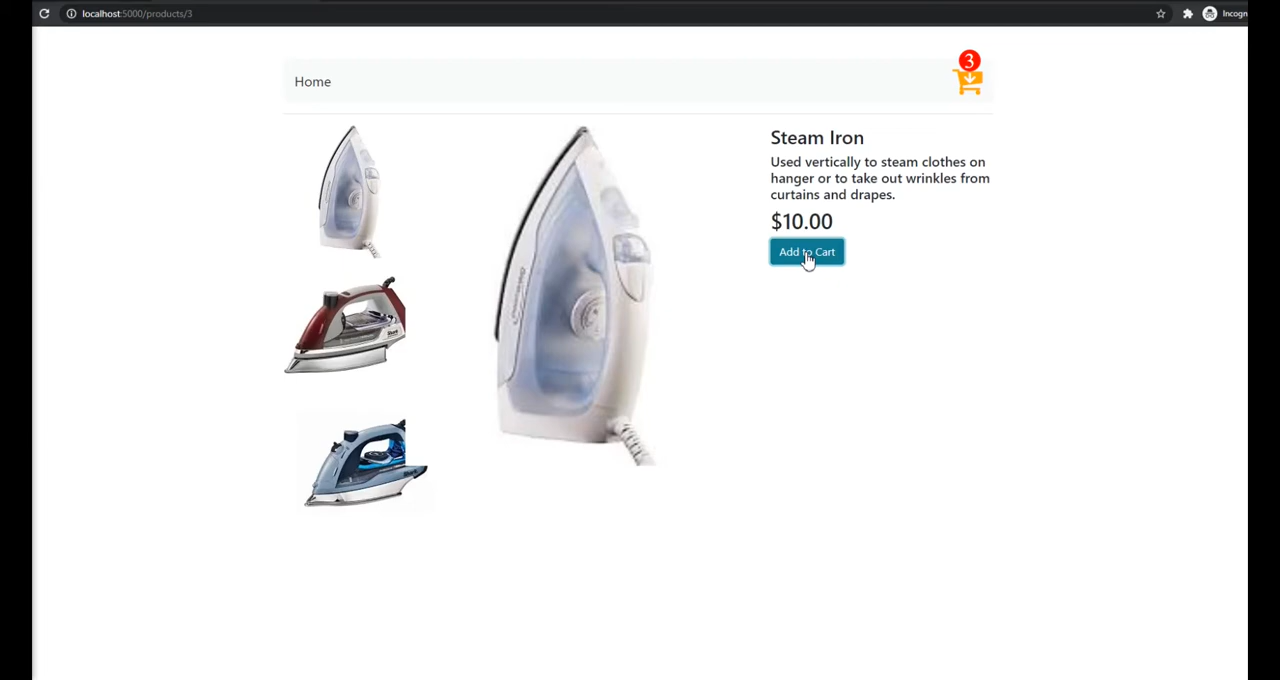 localhost:5000/products/3
Incogn
3
Home
Steam Iron
Used vertically to steam clothes on
hanger or to take out wrinkles from
curtains and drapes.
$10.00
Add to Cart